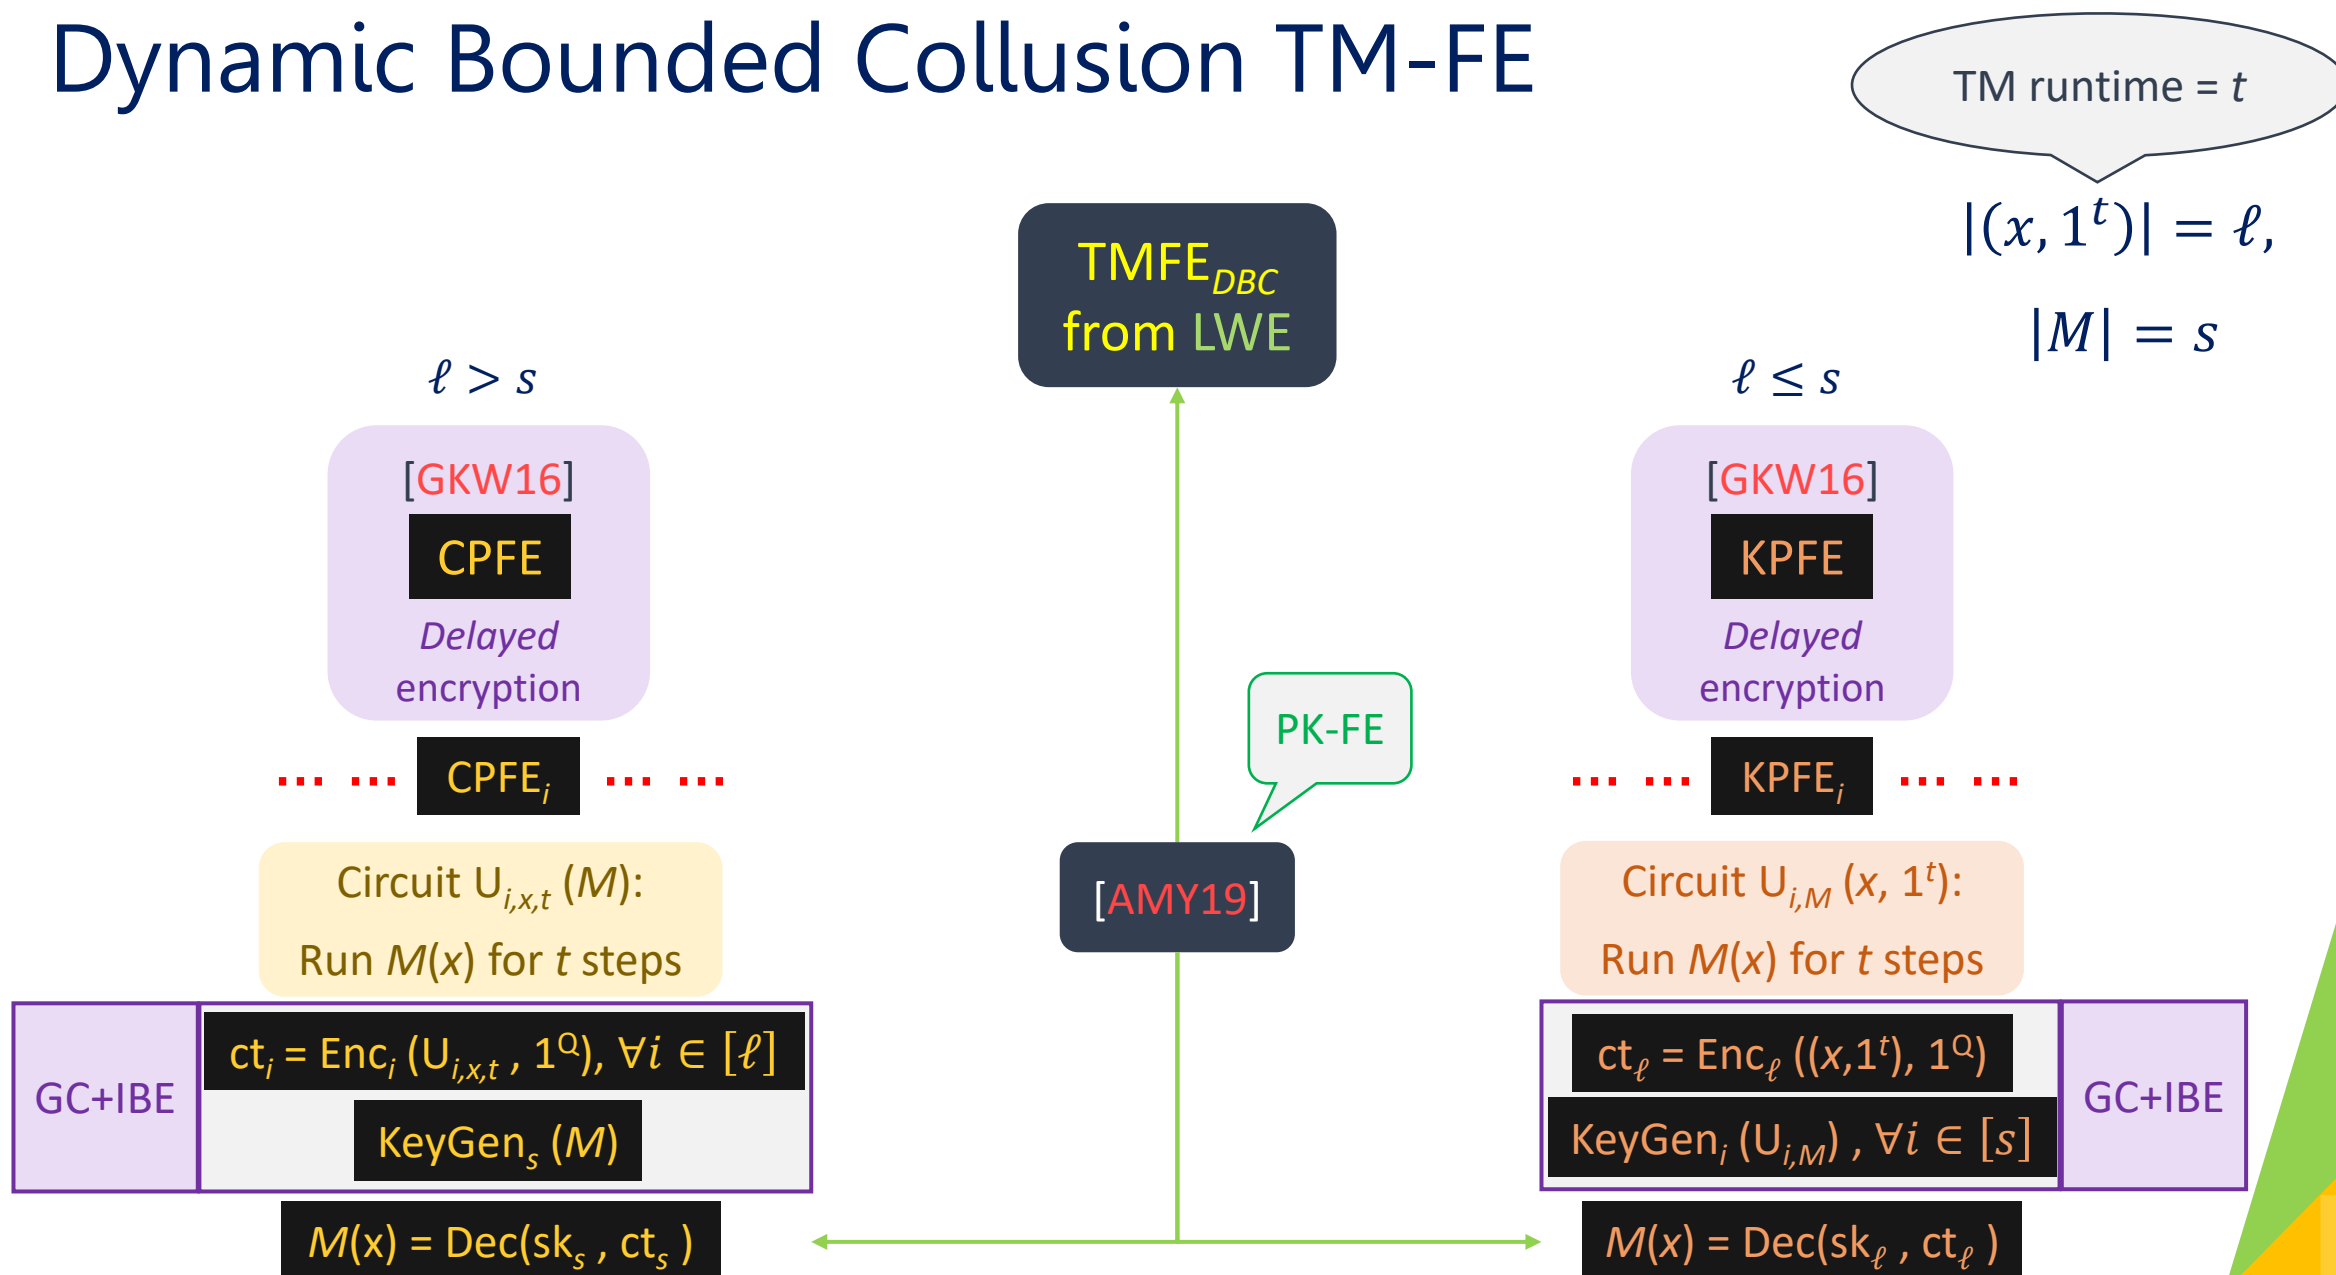 Dynamic Bounded Collusion TM-FE
TM runtime = t
|(x, 1^t)| = ℓ,
|M| = s
TMFE_DBC
from LWE
ℓ > s
[GKW16]
CPFE
Delayed
encryption
... ... CPFE_i ... ...
Circuit U_{i,x,t} (M):
Run M(x) for t steps
GC+IBE
ct_i = Enc_i (U_{i,x,t} , 1^Q), ∀i ∈ [ℓ]
KeyGen_s (M)
M(x) = Dec(sk_s , ct_s )
PK-FE
[AMY19]
ℓ ≤ s
[GKW16]
KPFE
Delayed
encryption
... ... KPFE_i ... ...
Circuit U_{i,M} (x, 1^t):
Run M(x) for t steps
ct_ℓ = Enc_ℓ ((x,1^t), 1^Q)
KeyGen_i (U_{i,M}) , ∀i ∈ [s]
GC+IBE
M(x) = Dec(sk_ℓ , ct_ℓ )